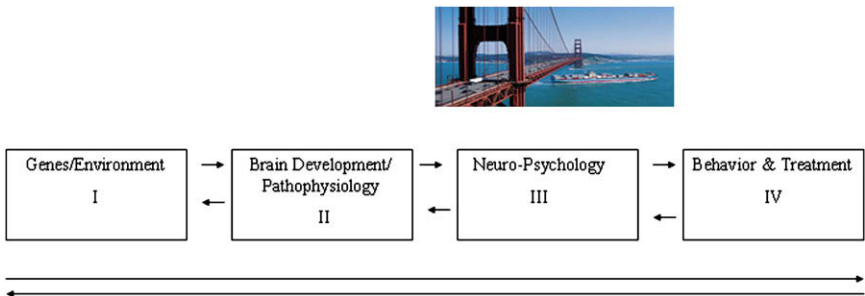 Genes/Environment
I
Brain Development/
Pathophysiology
II
Neuro-Psychology
III
Behavior & Treatment
IV